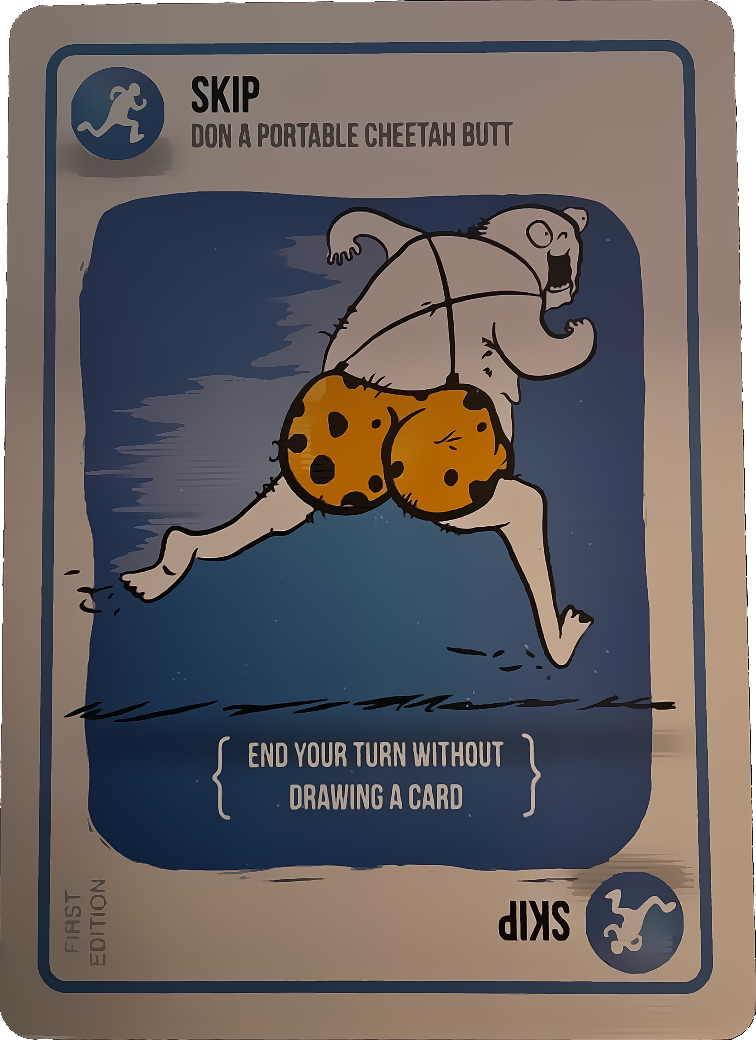 SKIP
DON A PORTABLE CHEETAH BUTT
END YOUR TURN WITHOUT
DRAWING A CARD
FIRST
EDITION
SKIP